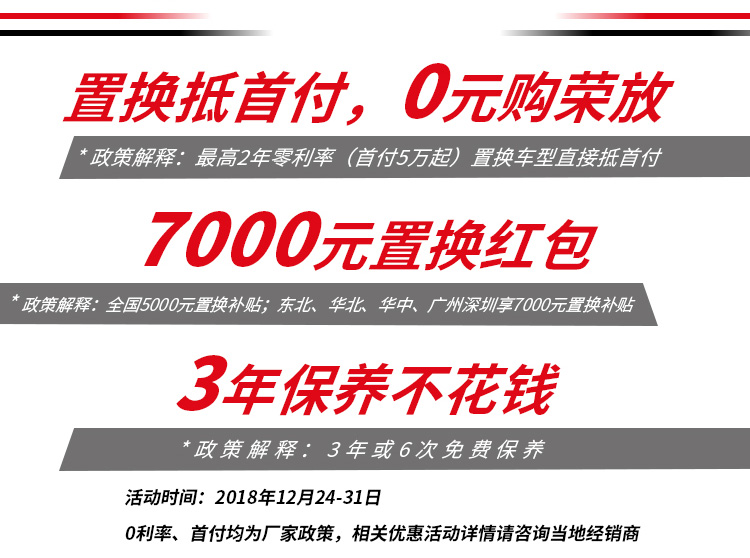 置换抵首付，0元购荣放
*政策解释：最高2年零利率（首付5万起）置换车型直接抵首付
7000元置换红包
*政策解释：全国5000元置换补贴；东北、华北、华中、广州深圳享7000元置换补贴
3年保养不花钱
*政策解释：3年或6次免费保养
活动时间：2018年12月24-31日
0利率、首付均为厂家政策，相关优惠活动详情请咨询当地经销商